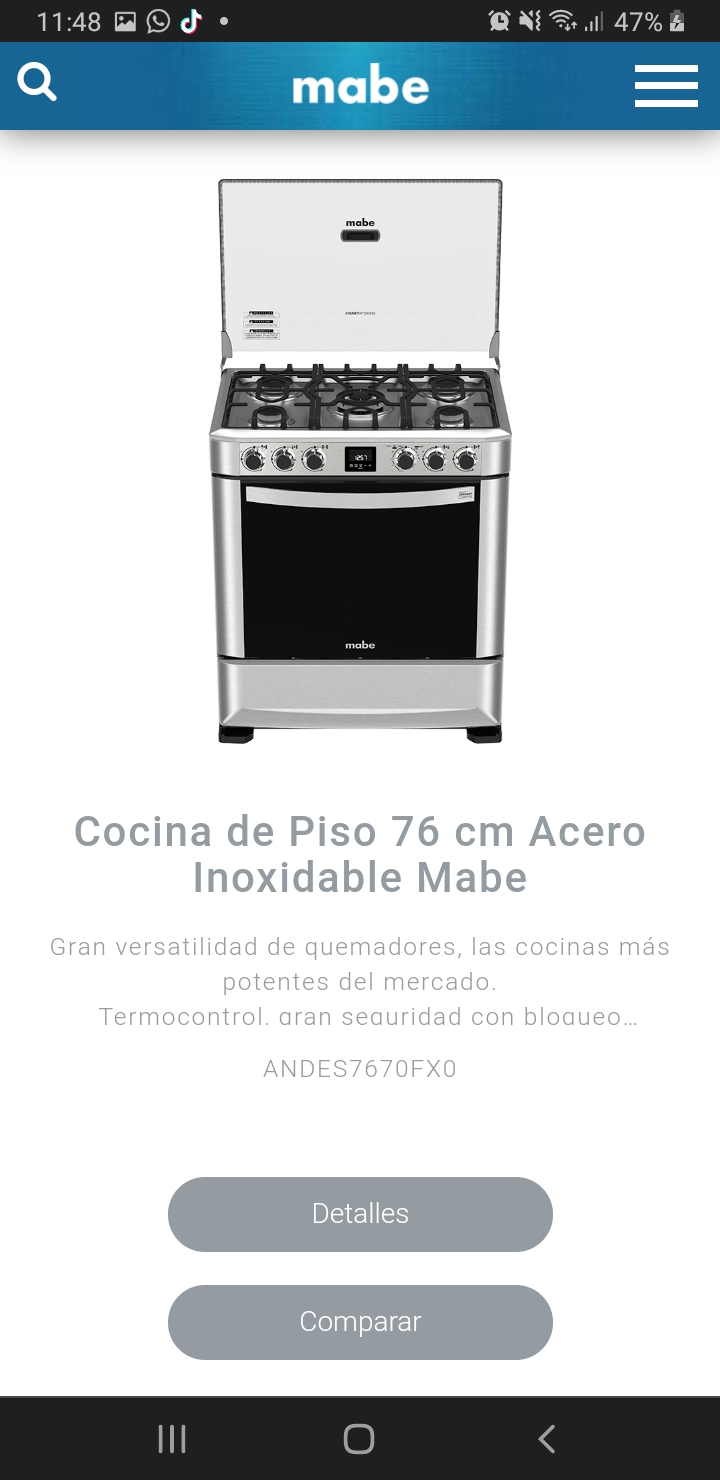 11:48
47%
mabe
mabe
mabe
Cocina de Piso 76 cm Acero
Inoxidable Mabe
Gran versatilidad de quemadores, las cocinas más
potentes del mercado.
Termocontrol, gran seguridad con bloqueo…
ANDES7670FX0
Detalles
Comparar